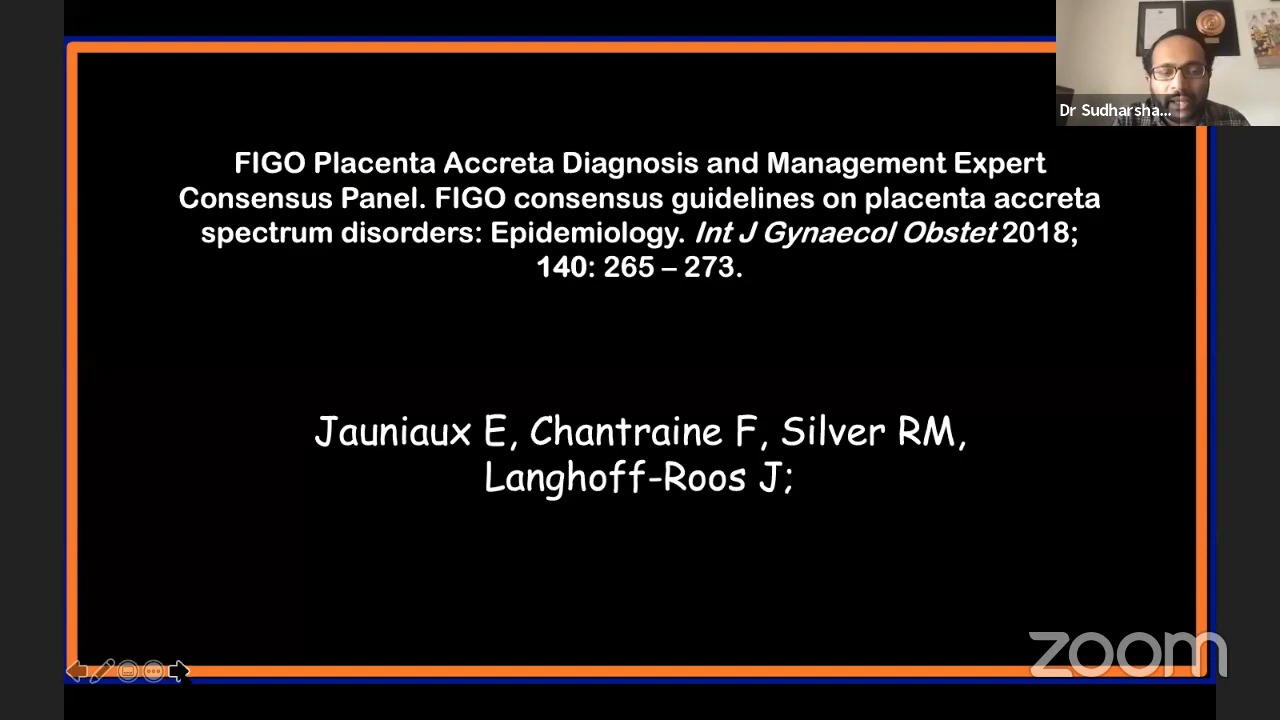 Dr Sudharsha...
FIGO Placenta Accreta Diagnosis and Management Expert
Consensus Panel. FIGO consensus guidelines on placenta accreta
spectrum disorders: Epidemiology. Int J Gynaecol Obstet 2018;
140: 265 – 273.
Jauniaux E, Chantraine F, Silver RM,
Langhoff-Roos J;
zoom